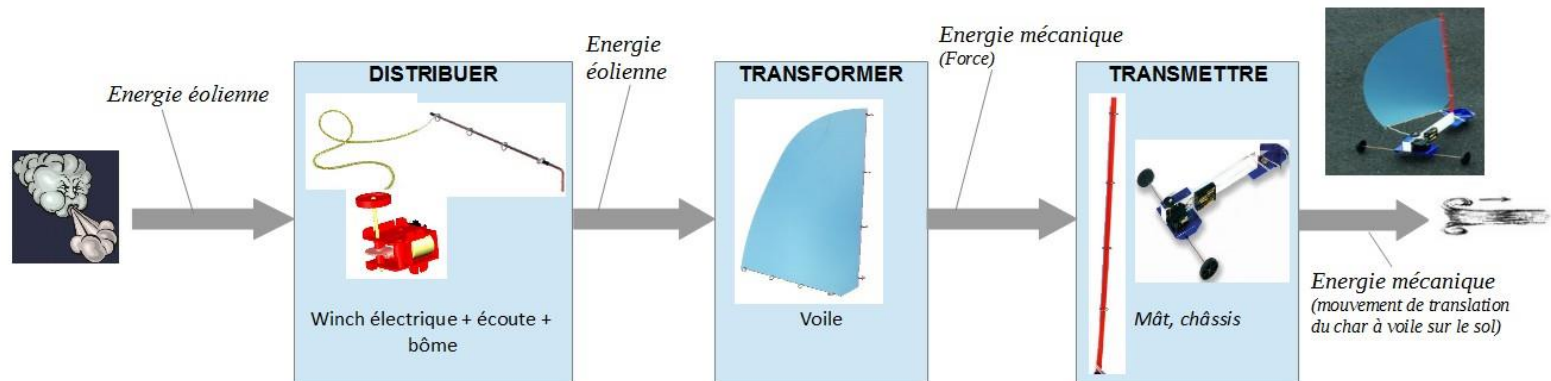 Energie éolienne
DISTRIBUER
Winch électrique + écoute +
bôme
Energie
éolienne
TRANSFORMER
Voile
Energie mécanique
(Force)
TRANSMETTRE
Mât, châssis
Energie mécanique
(mouvement de translation
du char à voile sur le sol)